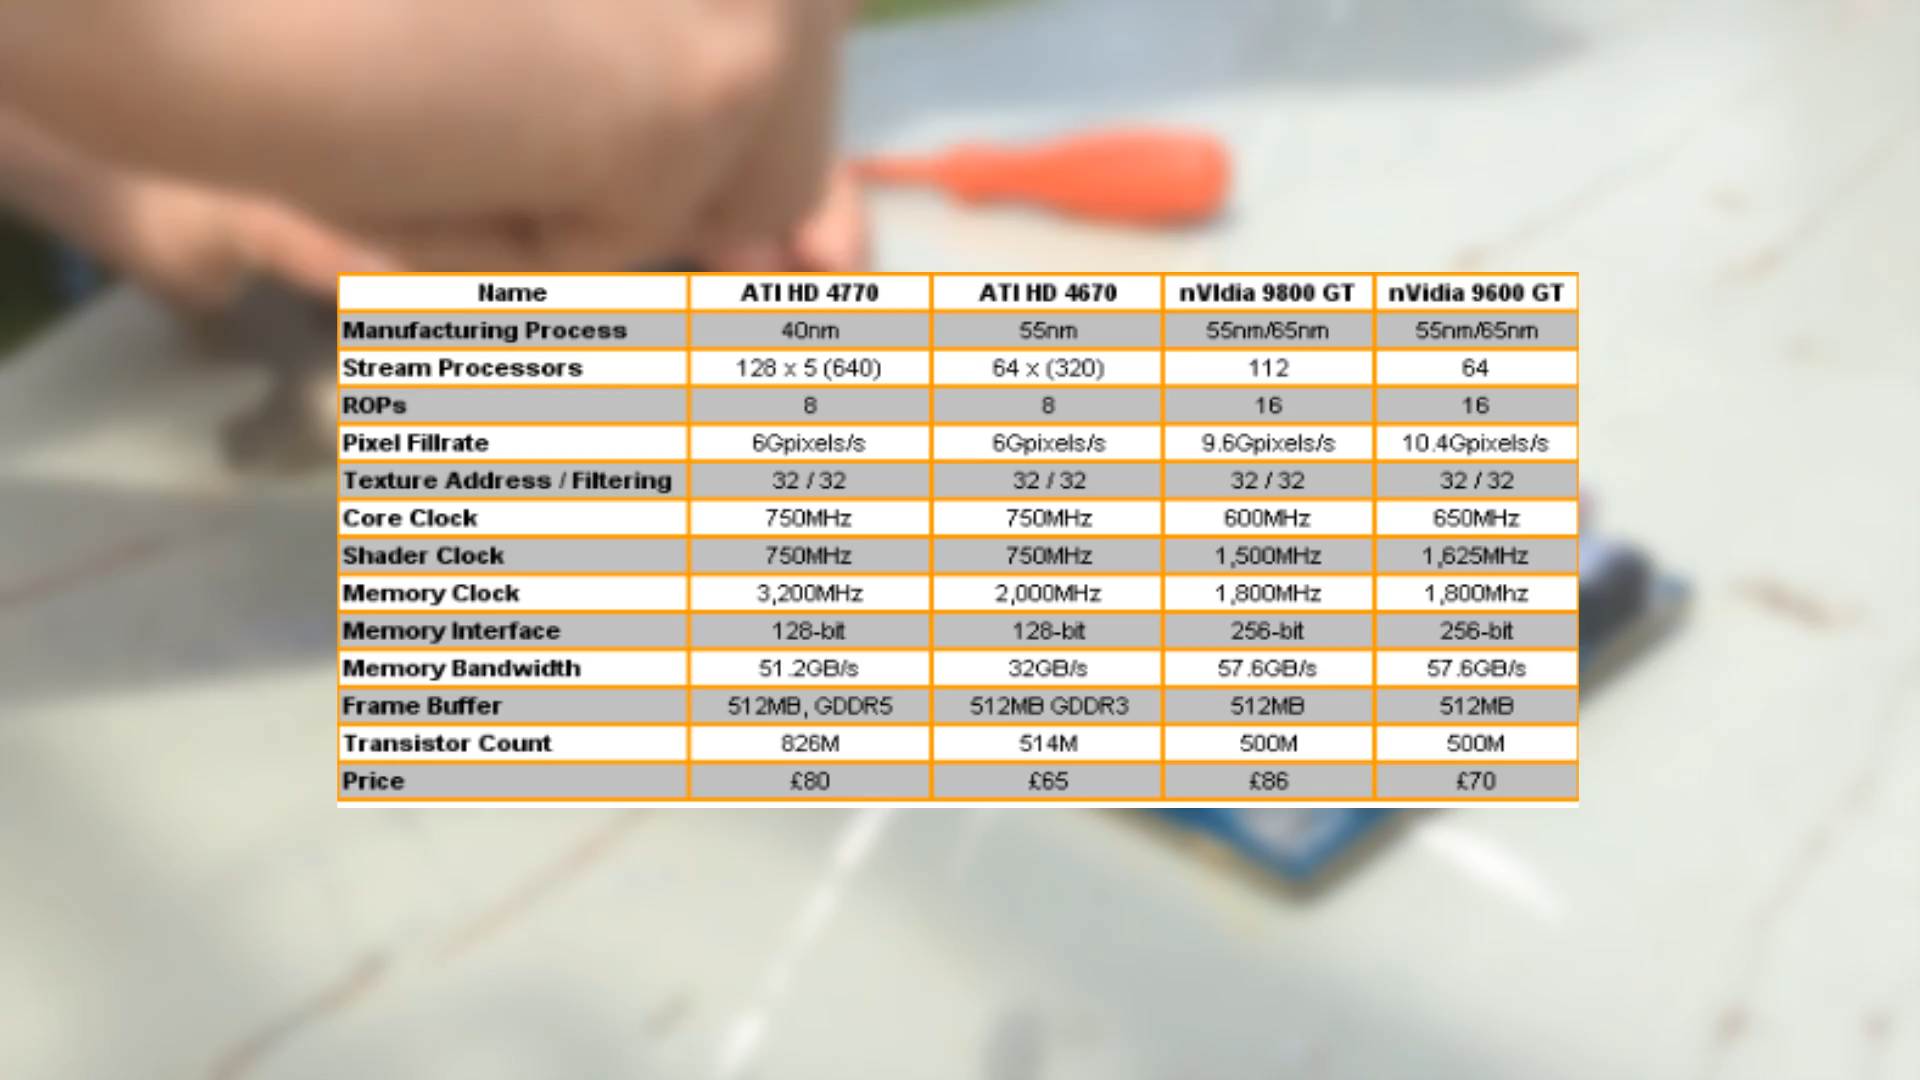 Name ATI HD 4770 ATI HD 4670 nVIdia 9800 GT nVidia 9600 GT
Manufacturing Process 40nm 55nm 55nm/65nm 55nm/65nm
Stream Processors 128 x 5 (640) 64 x (320) 112 64
ROPs 8 8 16 16
Pixel Fillrate 6Gpixels/s 6Gpixels/s 9.6Gpixels/s 10.4Gpixels/s
Texture Address / Filtering 32 / 32 32 / 32 32 / 32 32 / 32
Core Clock 750MHz 750MHz 600MHz 650MHz
Shader Clock 750MHz 750MHz 1,500MHz 1,625MHz
Memory Clock 3,200MHz 2,000MHz 1,800MHz 1,800Mhz
Memory Interface 128-bit 128-bit 256-bit 256-bit
Memory Bandwidth 51.2GB/s 32GB/s 57.6GB/s 57.6GB/s
Frame Buffer 512MB, GDDR5 512MB GDDR3 512MB 512MB
Transistor Count 826M 514M 500M 500M
Price £80 £65 £86 £70